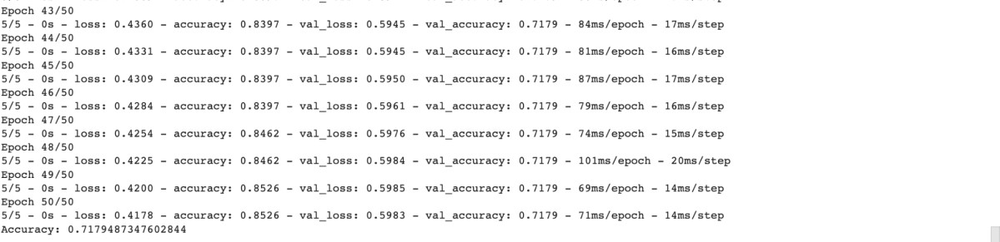 Epoch 43/50
5/5 - 0s - loss: 0.4360 - accuracy: 0.8397 - val_loss: 0.5945 - val_accuracy: 0.7179 - 84ms/epoch - 17ms/step
Epoch 44/50
5/5 - 0s - loss: 0.4331 - accuracy: 0.8397 - val_loss: 0.5945 - val_accuracy: 0.7179 - 81ms/epoch - 16ms/step
Epoch 45/50
5/5 - 0s - loss: 0.4309 - accuracy: 0.8397 - val_loss: 0.5950 - val_accuracy: 0.7179 - 87ms/epoch - 17ms/step
Epoch 46/50
5/5 - 0s - loss: 0.4284 - accuracy: 0.8397 - val_loss: 0.5961 - val_accuracy: 0.7179 - 79ms/epoch - 16ms/step
Epoch 47/50
5/5 - 0s - loss: 0.4254 - accuracy: 0.8462 - val_loss: 0.5976 - val_accuracy: 0.7179 - 74ms/epoch - 15ms/step
Epoch 48/50
5/5 - 0s - loss: 0.4225 - accuracy: 0.8462 - val_loss: 0.5984 - val_accuracy: 0.7179 - 101ms/epoch - 20ms/step
Epoch 49/50
5/5 - 0s - loss: 0.4200 - accuracy: 0.8526 - val_loss: 0.5985 - val_accuracy: 0.7179 - 69ms/epoch - 14ms/step
Epoch 50/50
5/5 - 0s - loss: 0.4178 - accuracy: 0.8526 - val_loss: 0.5983 - val_accuracy: 0.7179 - 71ms/epoch - 14ms/step
Accuracy: 0.7179487347602844